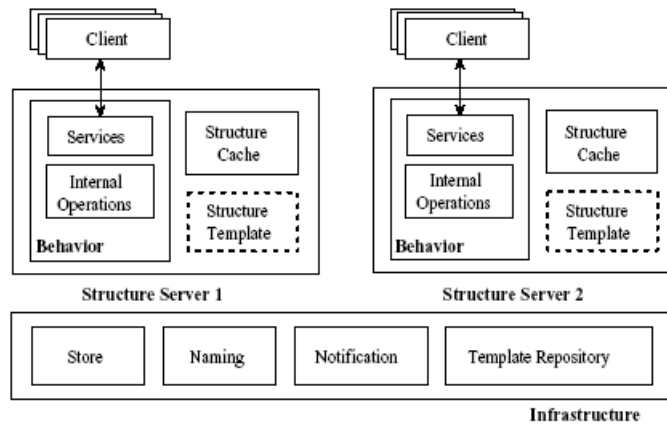 Client
Services
Internal
Operations
Behavior
Structure
Cache
Structure
Template
Structure Server 1
Client
Services
Internal
Operations
Behavior
Structure
Cache
Structure
Template
Structure Server 2
Store
Naming
Notification
Template Repository
Infrastructure